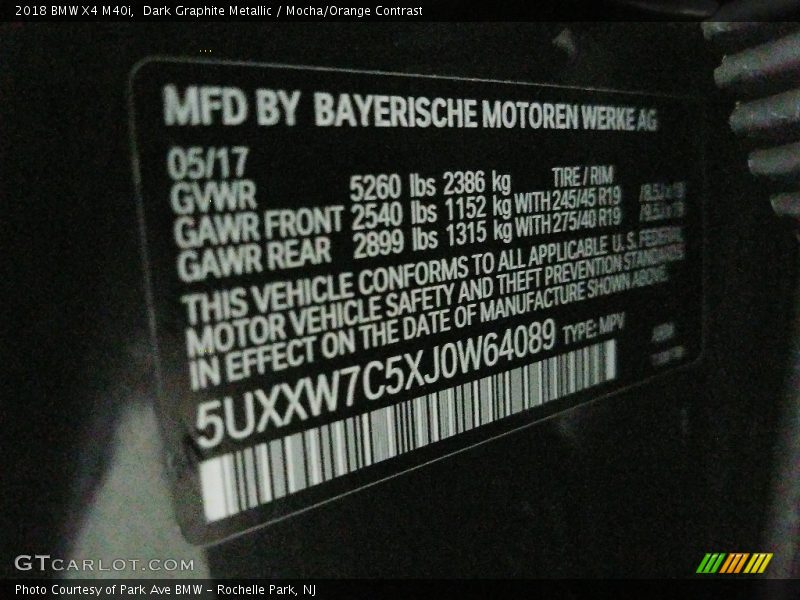 2018 BMW X4 M40i,  Dark Graphite Metallic / Mocha/Orange Contrast
MFD BY BAYERISCHE MOTOREN WERKE AG
05/17
GVWR 5260 lbs 2386 kg TIRE / RIM
GAWR FRONT 2540 lbs 1152 kg WITH 245/45 R19
GAWR REAR 2899 lbs 1315 kg WITH 275/40 R19
THIS VEHICLE CONFORMS TO ALL APPLICABLE U. S. FEDERAL
MOTOR VEHICLE SAFETY AND THEFT PREVENTION STANDARDS
IN EFFECT ON THE DATE OF MANUFACTURE SHOWN ABOVE.
5UXXW7C5XJ0W64089 TYPE: MPV
GTCARLOT.COM
Photo Courtesy of Park Ave BMW - Rochelle Park, NJ